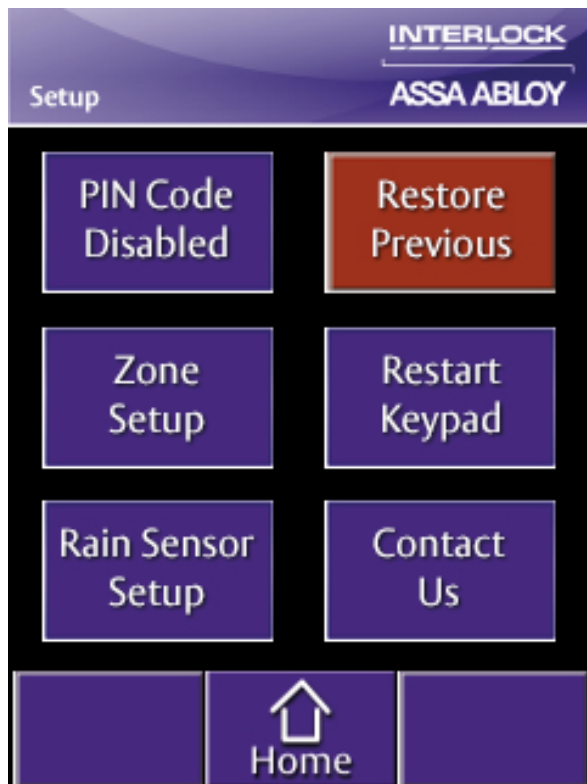 INTERLOCK
Setup
ASSA ABLOY
PIN Code
Disabled
Restore
Previous
Zone
Setup
Restart
Keypad
Rain Sensor
Setup
Contact
Us
Home